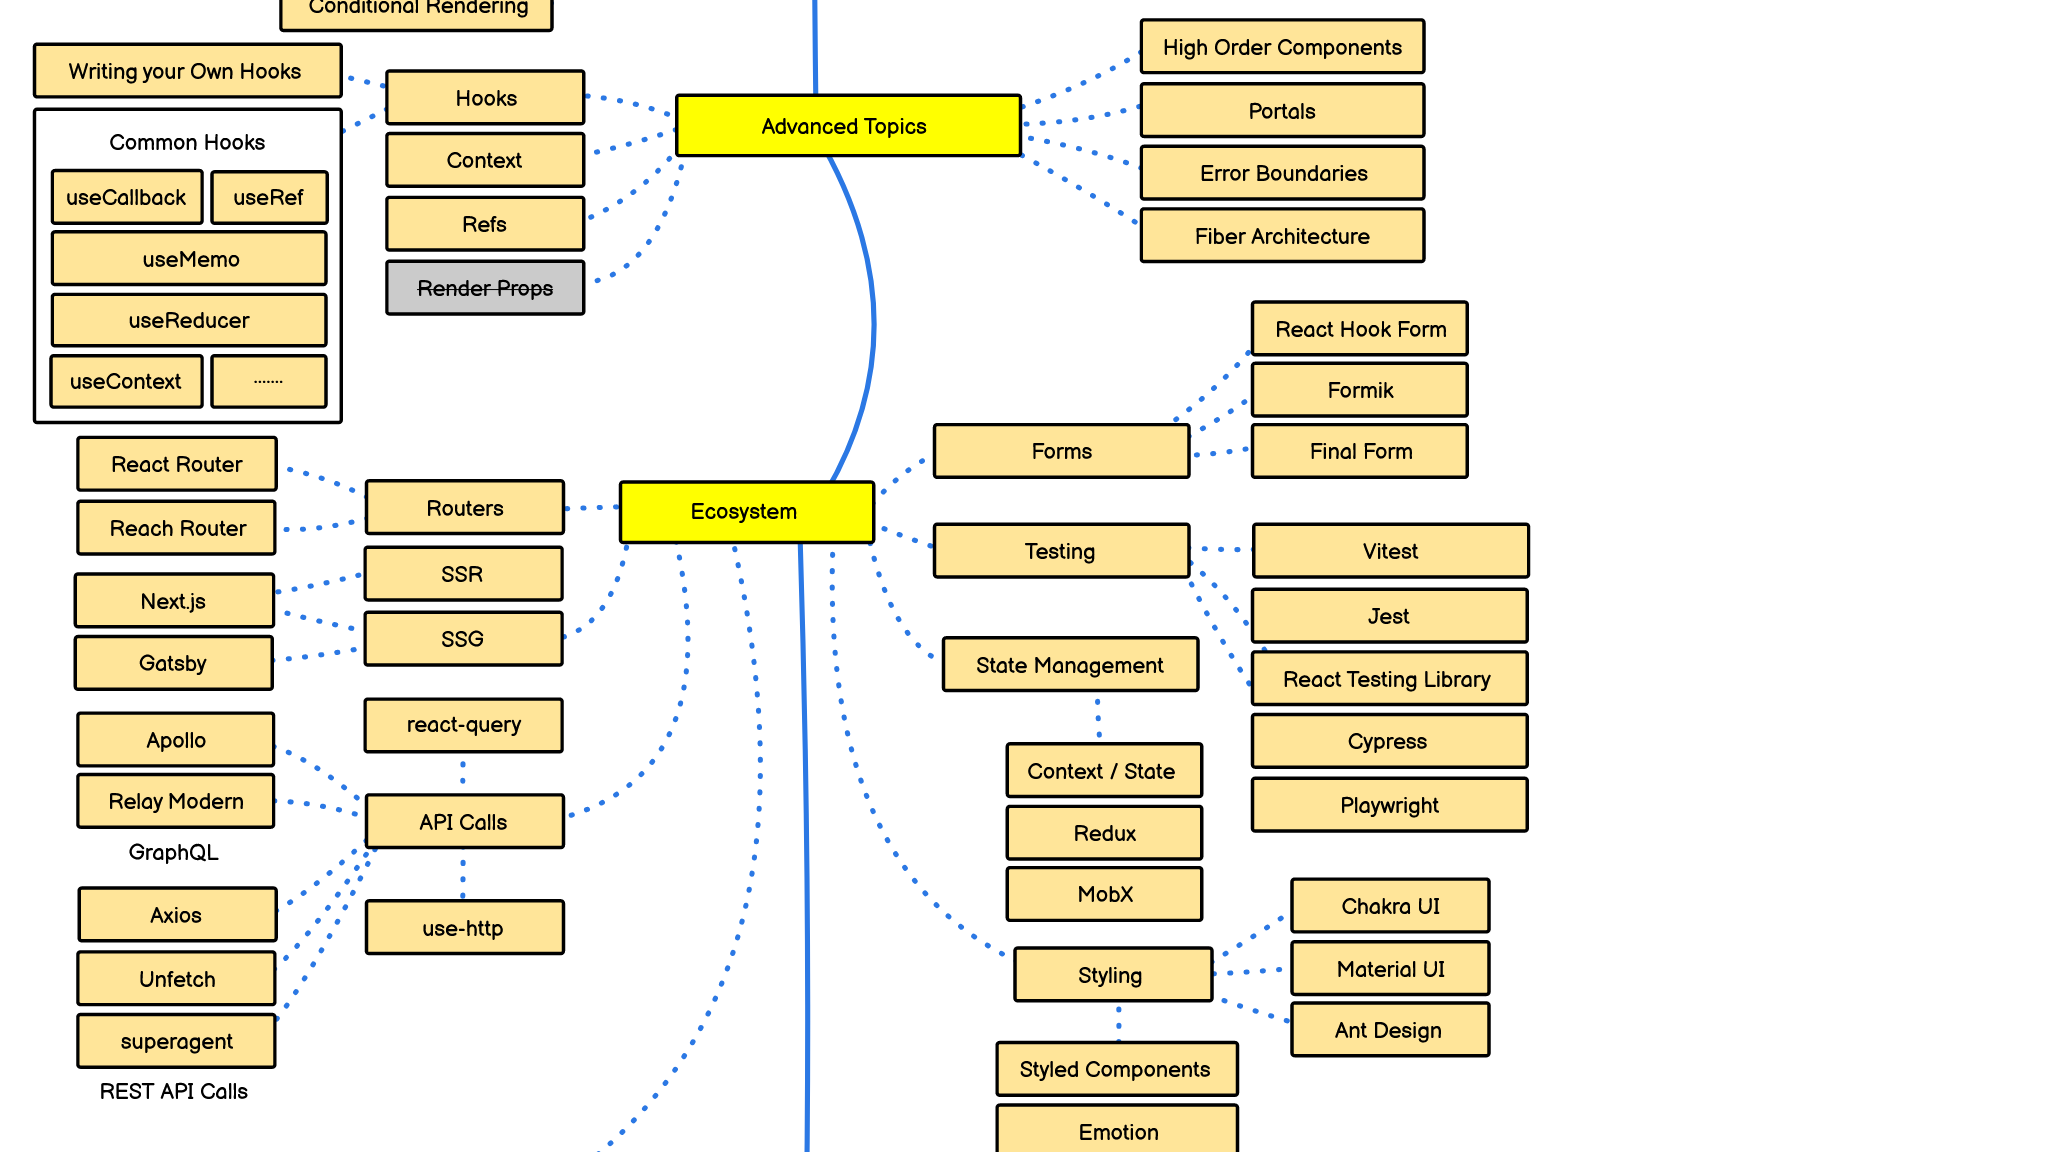 Conditional Rendering
Writing your Own Hooks
Hooks
Common Hooks
useCallback
useRef
useMemo
useReducer
useContext
.......
Context
Refs
Render Props
Advanced Topics
High Order Components
Portals
Error Boundaries
Fiber Architecture
React Router
Reach Router
Routers
Next.js
Gatsby
SSR
SSG
Ecosystem
Forms
React Hook Form
Formik
Final Form
Testing
Vitest
Jest
React Testing Library
Cypress
Playwright
State Management
Context / State
Redux
MobX
react-query
Apollo
Relay Modern
GraphQL
API Calls
use-http
Axios
Unfetch
superagent
REST API Calls
Styling
Chakra UI
Material UI
Ant Design
Styled Components
Emotion